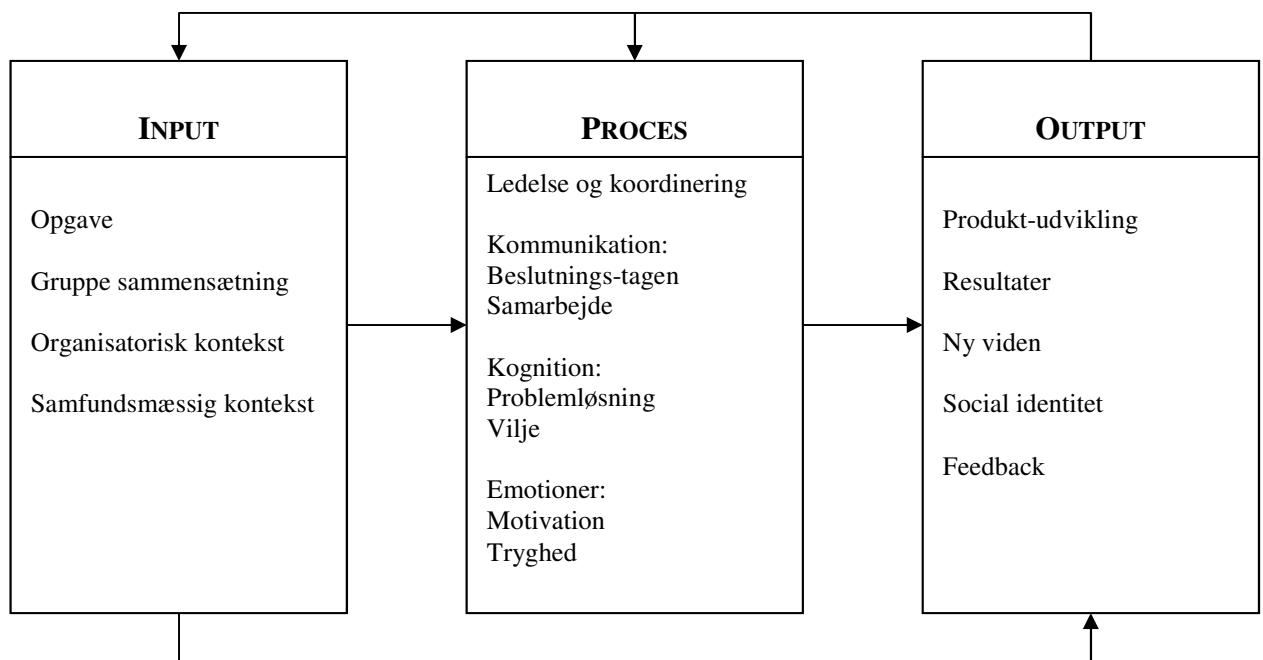 INPUT
Opgave
Gruppe sammensætning
Organisatorisk kontekst
Samfundsmæssig kontekst
PROCES
Ledelse og koordinering
Kommunikation:
Beslutnings-tagen
Samarbejde
Kognition:
Problemløsning
Vilje
Emotioner:
Motivation
Tryghed
OUTPUT
Produkt-udvikling
Resultater
Ny viden
Social identitet
Feedback